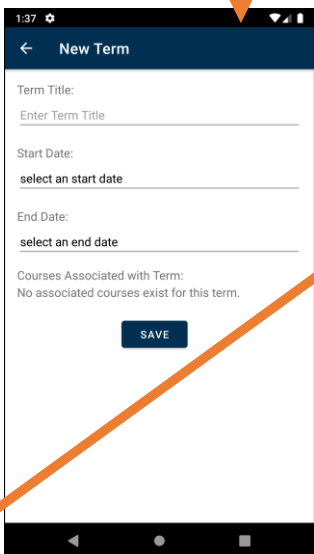 1:37
New Term
Term Title:
Enter Term Title
Start Date:
select an start date
End Date:
select an end date
Courses Associated with Term:
No associated courses exist for this term.
SAVE